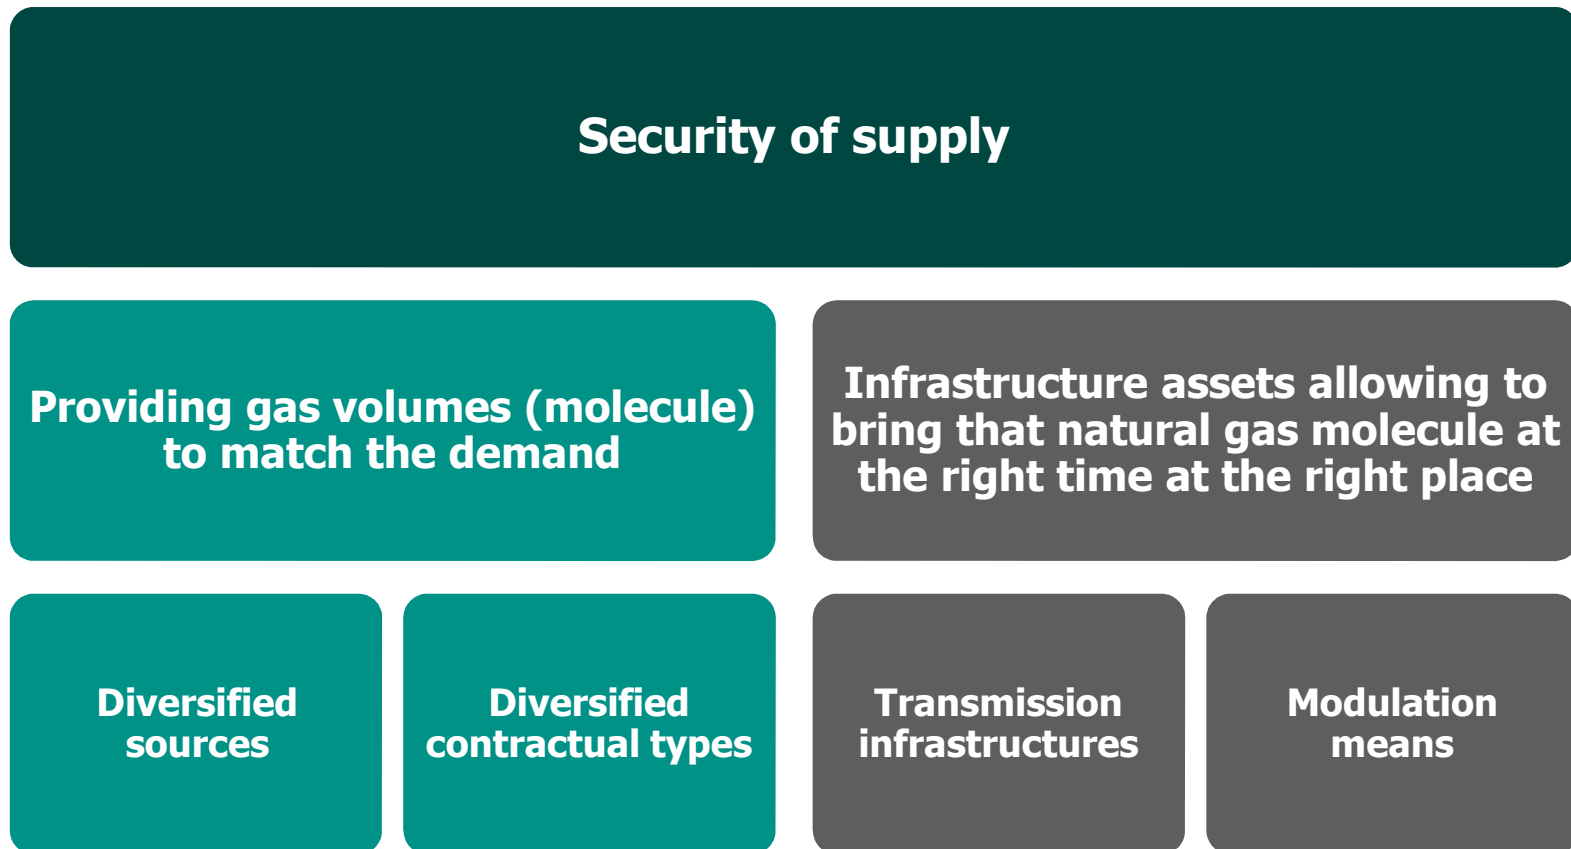 Security of supply
Providing gas volumes (molecule)
to match the demand
Infrastructure assets allowing to
bring that natural gas molecule at
the right time at the right place
Diversified
sources
Diversified
contractual types
Transmission
infrastructures
Modulation
means